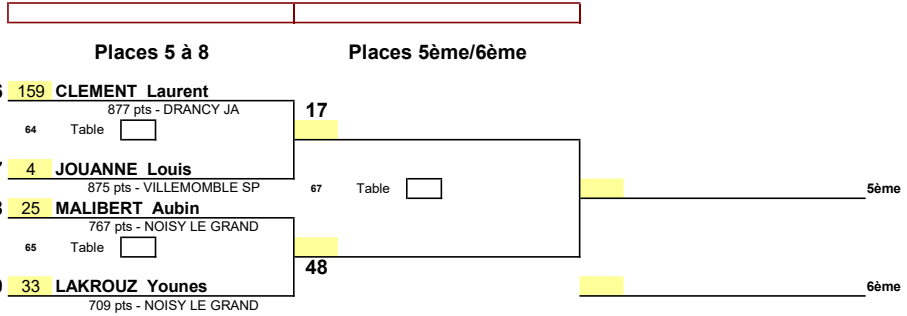 Places 5 à 8 Places 5ème/6ème
159 CLEMENT Laurent
877 pts - DRANCY JA 17
64 Table
4 JOUANNE Louis
875 pts - VILLEMOMBLE SP 67 Table 5ème
25 MALIBERT Aubin
767 pts - NOISY LE GRAND
65 Table
48
33 LAKROUZ Younes 6ème
709 pts - NOISY LE GRAND